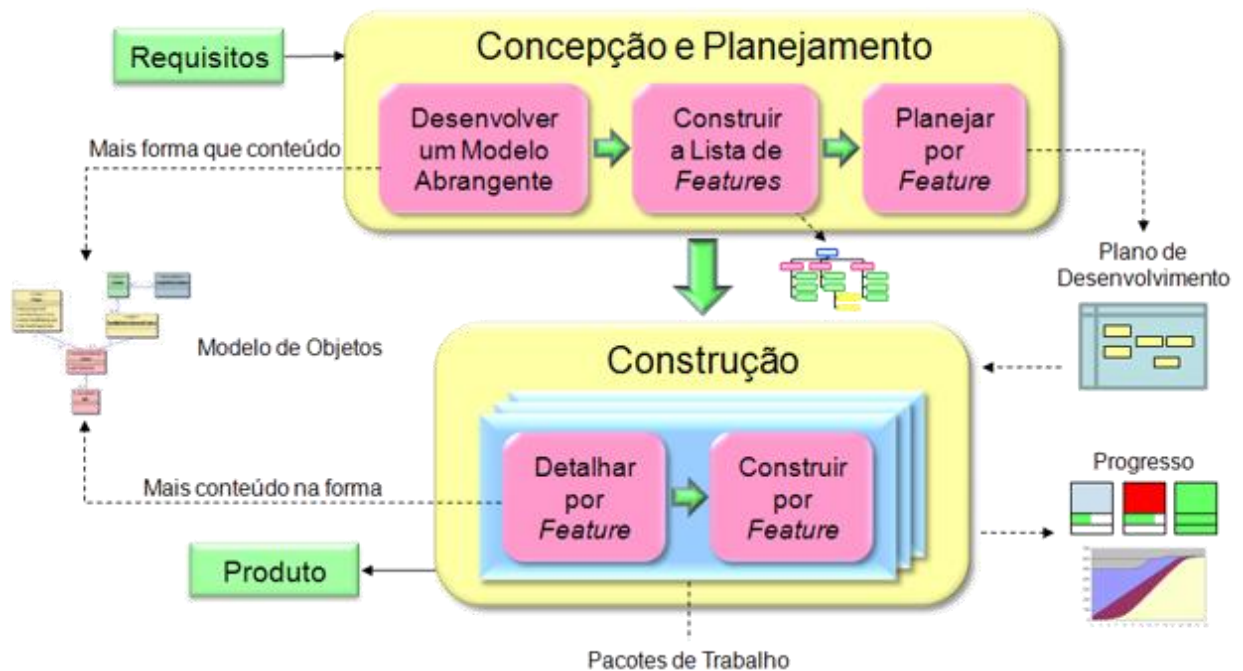 Requisitos
Concepção e Planejamento
Desenvolver
um Modelo
Abrangente
Construir
a Lista de
Features
Planejar
por
Feature
Mais forma que conteúdo
Plano de
Desenvolvimento
Modelo de Objetos
Construção
Detalhar
por
Feature
Construir
por
Feature
Mais conteúdo na forma
Progresso
Produto
Pacotes de Trabalho